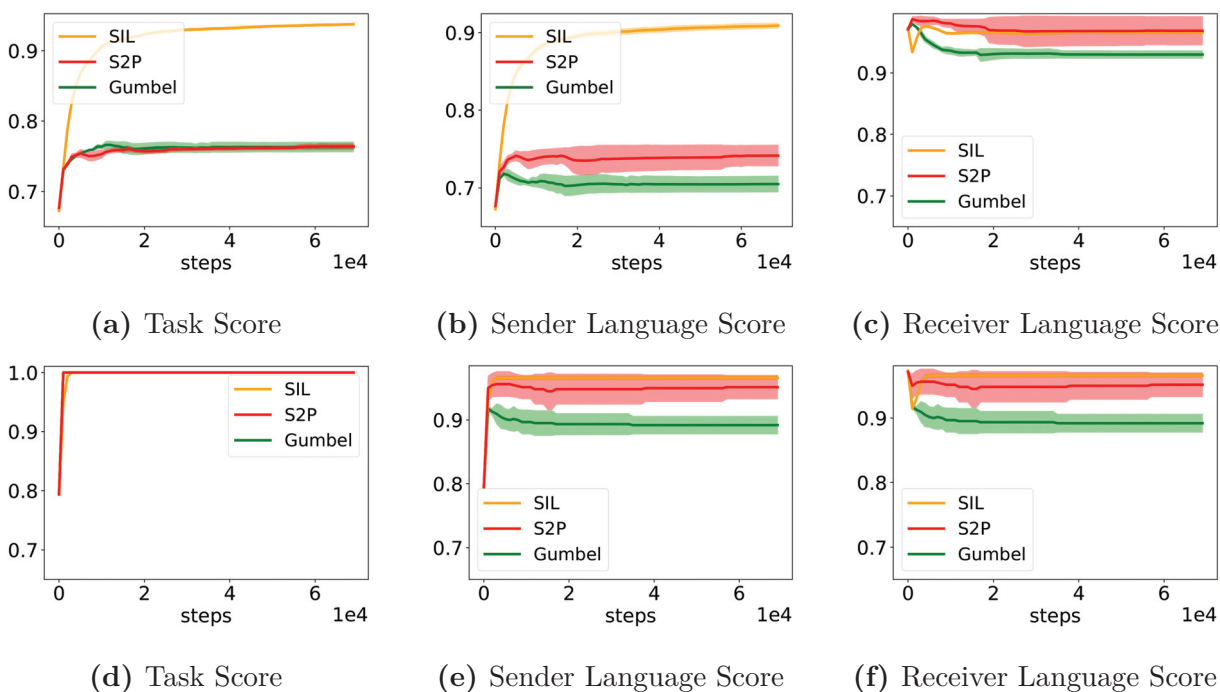 0.9
0.8
0.7
SIL
S2P
Gumbel
0 2 4 6
steps 1e4
(a) Task Score
0.9
0.8
0.7
SIL
S2P
Gumbel
0 2 4 6
steps 1e4
(b) Sender Language Score
0.9
0.8
0.7
SIL
S2P
Gumbel
0 2 4 6
steps 1e4
(c) Receiver Language Score
1.0
0.9
0.8
0.7
SIL
S2P
Gumbel
0 2 4 6
steps 1e4
(d) Task Score
0.9
0.8
0.7
SIL
S2P
Gumbel
0 2 4 6
steps 1e4
(e) Sender Language Score
0.9
0.8
0.7
SIL
S2P
Gumbel
0 2 4 6
steps 1e4
(f) Receiver Language Score